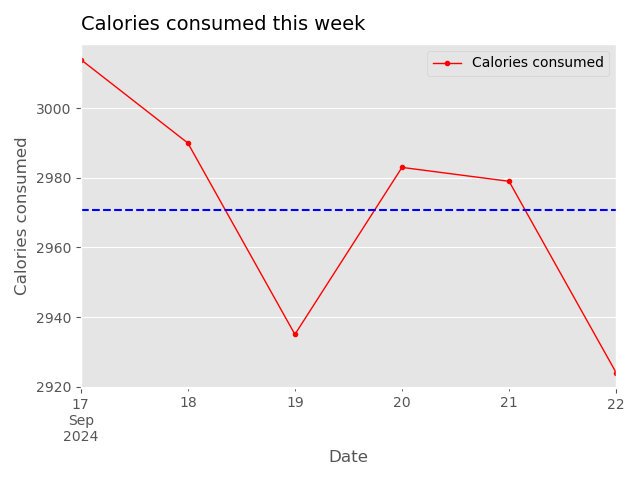 Calories consumed this week
Calories consumed
3000
2980
2960
2940
2920
Calories consumed
17
Sep
2024
18
19
20
21
22
Date